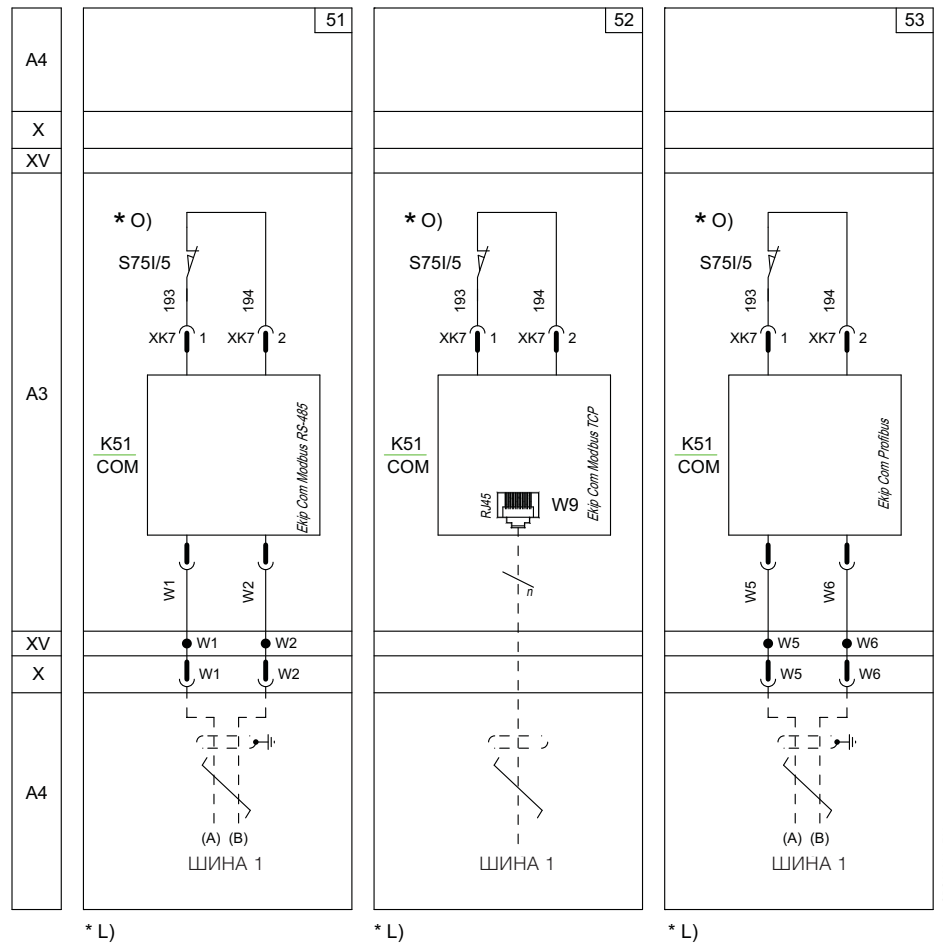 A4
X
XV
A3
XV
X
A4
51
* O)
S75I/5
193
194
XK7 1
XK7 2
K51
COM
Ekip Com Modbus RS-485
W1
W2
W1
W2
W1
W2
(A) (B)
ШИНА 1
* L)
52
* O)
S75I/5
193
194
XK7 1
XK7 2
K51
COM
Ekip Com Modbus TCP
RJ45
W9
n
ШИНА 1
* L)
53
* O)
S75I/5
193
194
XK7 1
XK7 2
K51
COM
Ekip Com Profibus
W5
W6
W5
W6
W5
W6
(A) (B)
ШИНА 1
* L)